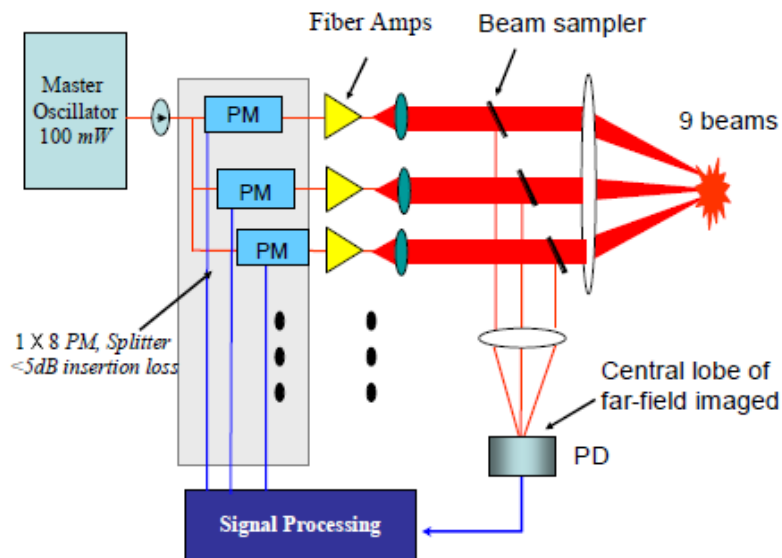 Fiber Amps
Beam sampler
Master
Oscillator
100 mW
PM
9 beams
PM
PM
1 X 8 PM, Splitter
<5dB insertion loss
Central lobe of
far-field imaged
PD
Signal Processing